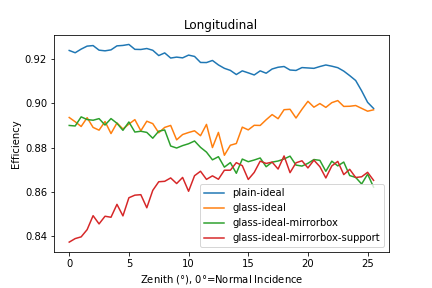 Longitudinal
Efficiency
0.92
0.90
0.88
0.86
0.84
plain-ideal
glass-ideal
glass-ideal-mirrorbox
glass-ideal-mirrorbox-support
0 5 10 15 20 25
Zenith (°), 0°=Normal Incidence